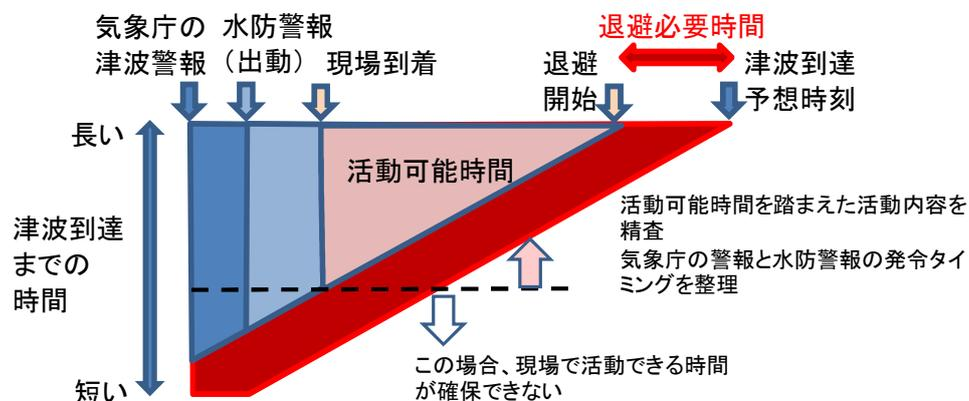 退避必要時間
気象庁の
津波警報
水防警報
（出動）
現場到着
退避
開始
津波到達
予想時刻
長い
活動可能時間
津波到達
までの
時間
活動可能時間を踏まえた活動内容を
精査
気象庁の警報と水防警報の発令タイ
ミングを整理
この場合、現場で活動できる時間
が確保できない
短い